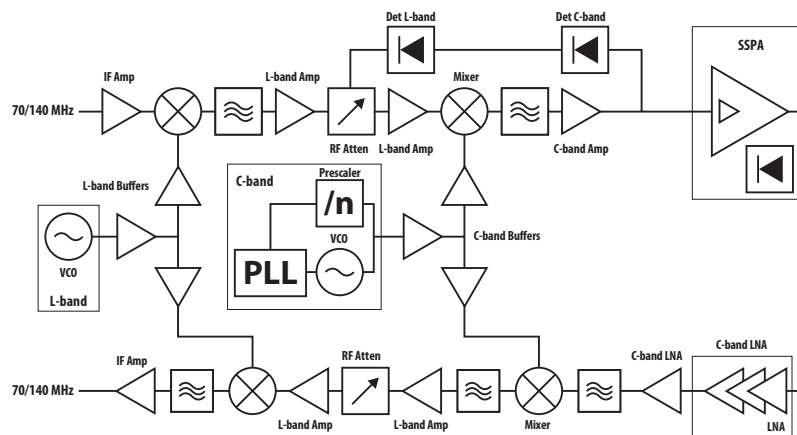 Det L-band
Det C-band
SSPA
IF Amp
L-band Amp
Mixer
70/140 MHz
RF Atten
L-band Amp
C-band Amp
L-band Buffers
C-band
Prescaler
/n
VCO
PLL
C-band Buffers
VCO
L-band
IF Amp
RF Atten
C-band LNA
C-band LNA
70/140 MHz
L-band Amp
L-band Amp
Mixer
LNA